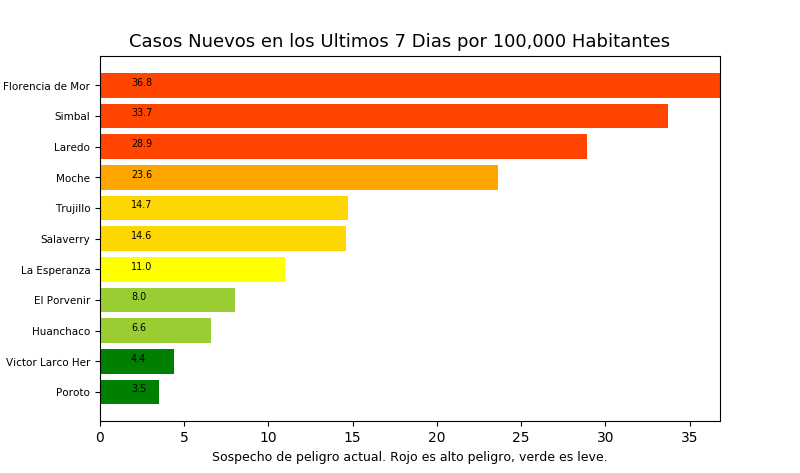 Casos Nuevos en los Ultimos 7 Dias por 100,000 Habitantes
Florencia de Mor 36.8
Simbal 33.7
Laredo 28.9
Moche 23.6
Trujillo 14.7
Salaverry 14.6
La Esperanza 11.0
El Porvenir 8.0
Huanchaco 6.6
Victor Larco Her 4.4
Poroto 3.5
0 5 10 15 20 25 30 35
Sospecho de peligro actual. Rojo es alto peligro, verde es leve.